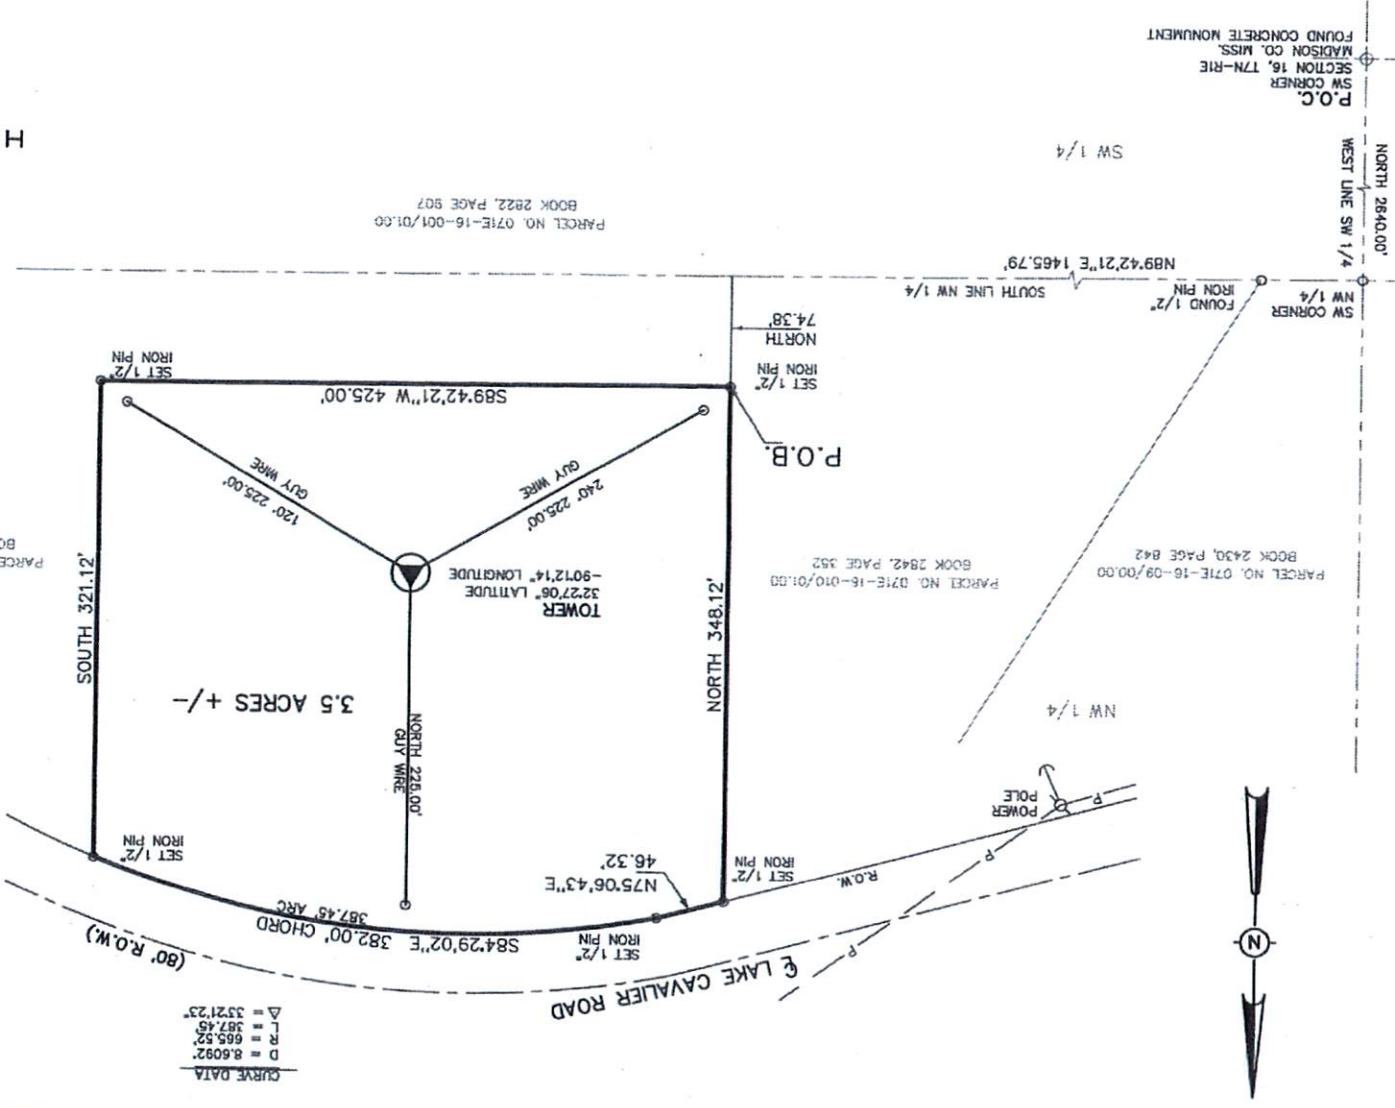 CURVE DATA
D = 8.6092°
R = 665.52'
L = 387.45'
△ = 33°21'23"
(80' R.O.W.)
℄ LAKE CAVALIER ROAD
P
P
P
N
SET 1/2"
IRON PIN
S84°29'02"E 382.00' CHORD
387.45' ARC
N75°06'43"E
46.32'
SET 1/2"
IRON PIN
R.O.W.
SET 1/2"
IRON PIN
POWER
POLE
NORTH 225.00'
GUY WIRE
3.5 ACRES +/-
NW 1/4
NORTH 348.12'
SOUTH 321.12'
TOWER
32°27'06" LATITUDE
-90°12'14" LONGITUDE
PARCEL NO. 071E-16-010/01.00
BOOK 2842, PAGE 352
PARCEL NO. 071E-16-09/00.00
BOOK 2430, PAGE 842
PARCE
BO
240° 225.00'
GUY WIRE
120° 225.00'
GUY WIRE
P.O.B.
S89°42'21"W 425.00'
SET 1/2"
IRON PIN
SET 1/2"
IRON PIN
NORTH
74.38'
SW CORNER
NW 1/4
FOUND 1/2"
IRON PIN
SOUTH LINE NW 1/4
N89°42'21"E 1465.79'
NORTH 2640.00'
WEST LINE SW 1/4
PARCEL NO. 071E-16-001/01.00
BOOK 2822, PAGE 907
SW 1/4
H
P.O.C.
SW CORNER
SECTION 16, T7N-R1E
MADISON CO. MISS.
FOUND CONCRETE MONUMENT